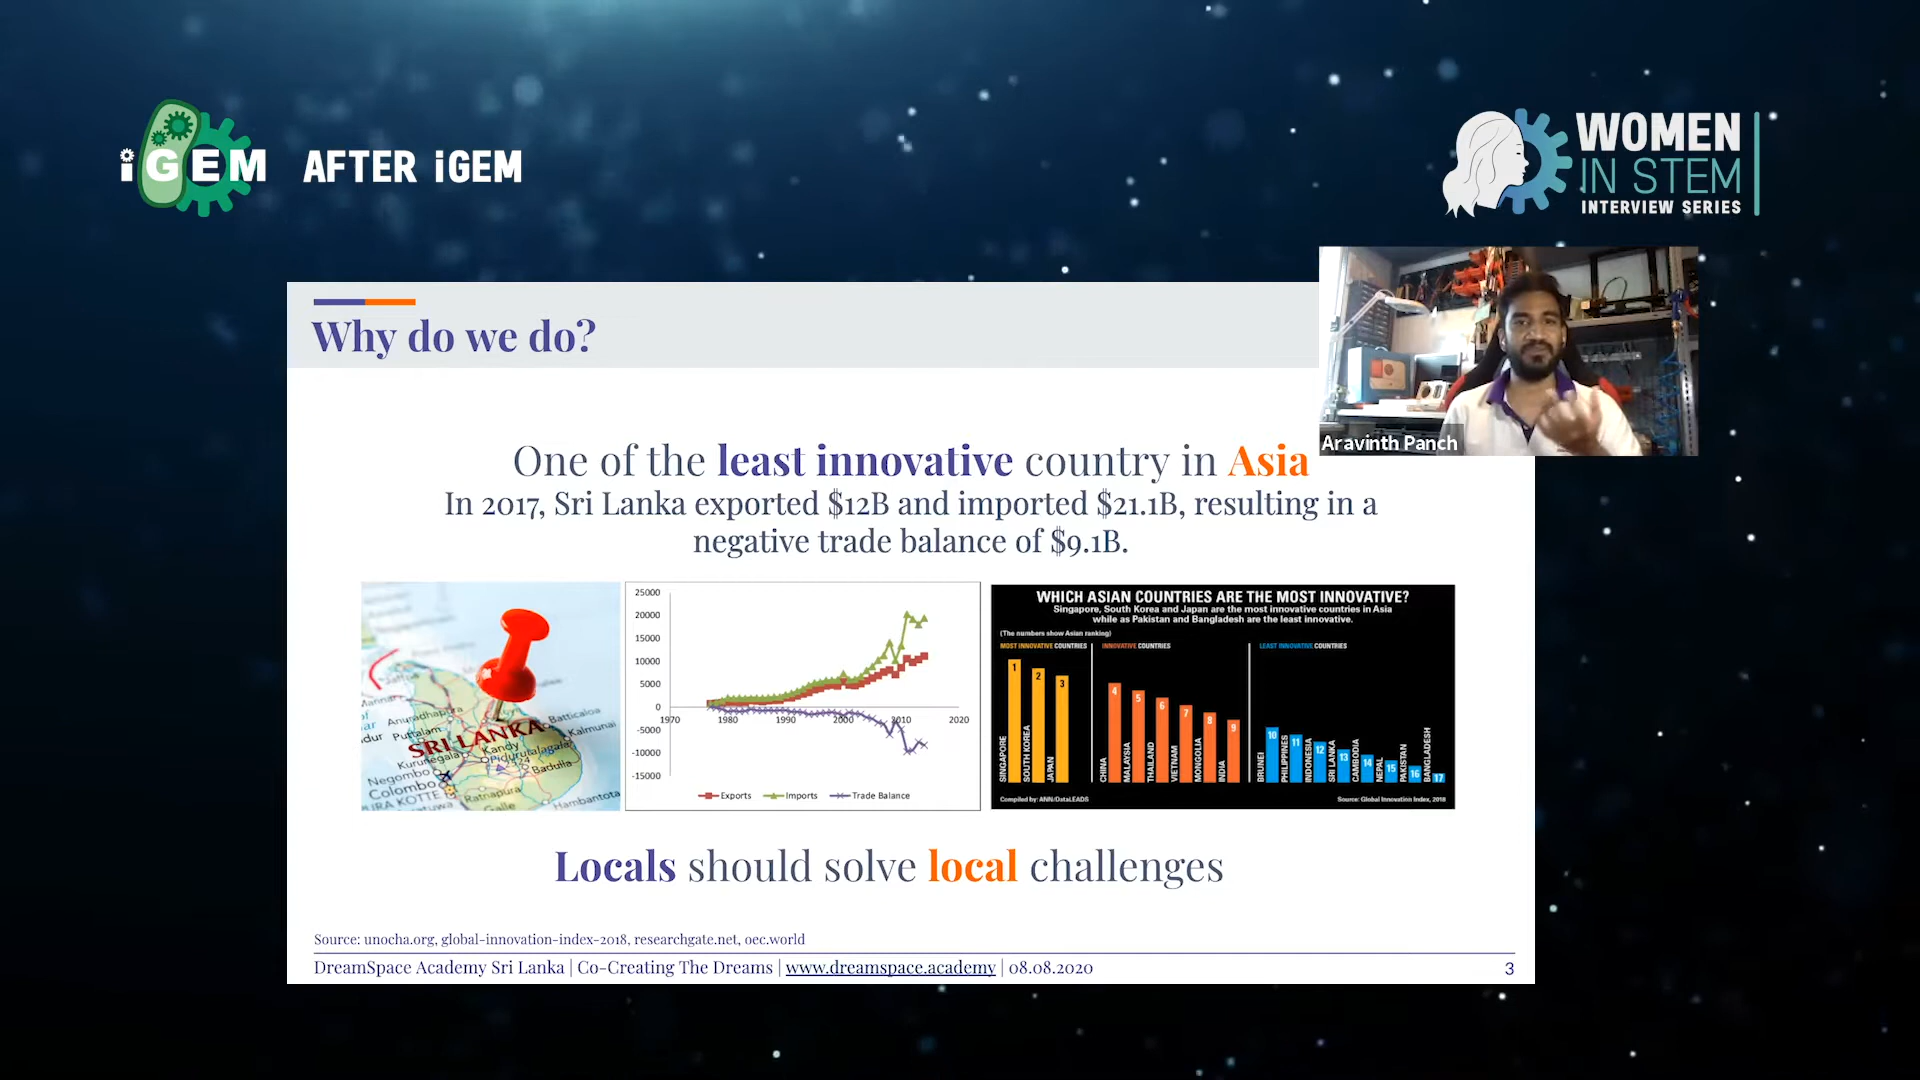 iGEM AFTER iGEM
WOMEN
IN STEM
INTERVIEW SERIES
Aravinth Panch
Why do we do?
One of the least innovative country in Asia
In 2017, Sri Lanka exported $12B and imported $21.1B, resulting in a
negative trade balance of $9.1B.
Anuradhapura
Puttalam
Batticaloa
Kalmunai
SRI LANKA
Kurunegala
Kandy
Pidurutalagala
Negombo
Badulla
Colombo
Ratnapura
Galle
Hambantota
25000
20000
15000
10000
5000
0
-5000
-10000
-15000
1970 1980 1990 2000 2010 2020
Exports Imports Trade Balance
WHICH ASIAN COUNTRIES ARE THE MOST INNOVATIVE?
Singapore, South Korea and Japan are the most innovative countries in Asia
while as Pakistan and Bangladesh are the least innovative.
(The numbers show Asian ranking)
MOST INNOVATIVE COUNTRIES
INNOVATIVE COUNTRIES
LEAST INNOVATIVE COUNTRIES
SINGAPORE 1
SOUTH KOREA 2
JAPAN 3
CHINA 4
MALAYSIA 5
THAILAND 6
VIETNAM 7
MONGOLIA 8
INDIA 9
BRUNEI 10
PHILIPPINES 11
INDONESIA 12
SRI LANKA 13
CAMBODIA 14
NEPAL 15
PAKISTAN 16
BANGLADESH 17
Compiled by: ANN/DataLEADS
Source: Global Innovation Index, 2018
Locals should solve local challenges
Source: unocha.org, global-innovation-index-2018, researchgate.net, oec.world
DreamSpace Academy Sri Lanka | Co-Creating The Dreams | www.dreamspace.academy | 08.08.2020
3